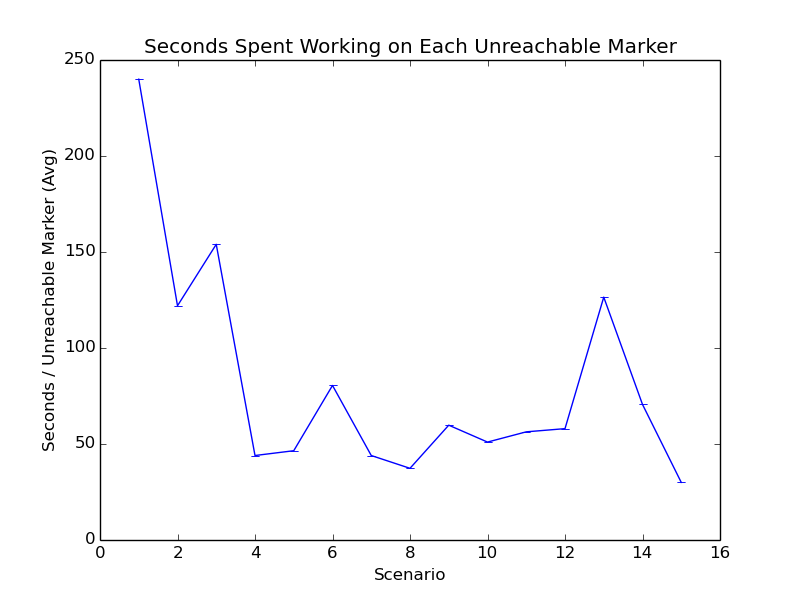 Seconds Spent Working on Each Unreachable Marker
250
200
150
100
50
0
Seconds / Unreachable Marker (Avg)
0 2 4 6 8 10 12 14 16
Scenario